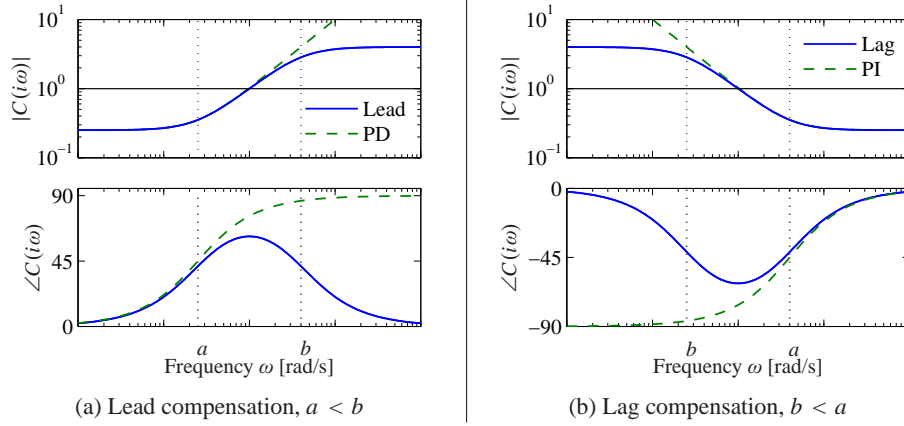 10^1
10^0
10^−1
|C(iω)|
Lead
PD
90
45
0
∠C(iω)
a
b
Frequency ω [rad/s]
(a) Lead compensation, a < b
10^1
10^0
10^−1
|C(iω)|
Lag
PI
0
−45
−90
∠C(iω)
b
a
Frequency ω [rad/s]
(b) Lag compensation, b < a